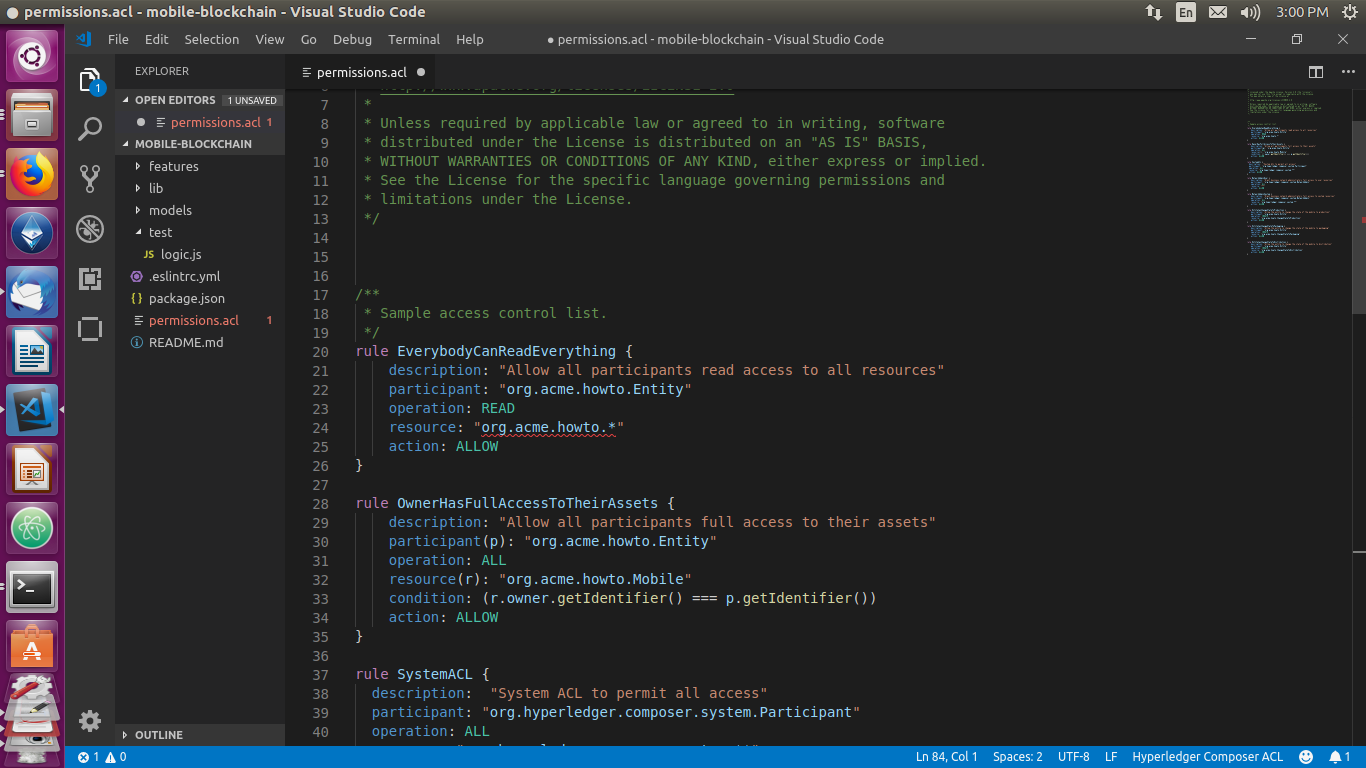 permissions.acl - mobile-blockchain - Visual Studio Code
En
3:00 PM
File Edit Selection View Go Debug Terminal Help
● permissions.acl - mobile-blockchain - Visual Studio Code
1
EXPLORER
OPEN EDITORS 1 UNSAVED
permissions.acl 1
MOBILE-BLOCKCHAIN
features
lib
models
test
JS logic.js
.eslintrc.yml
{} package.json
permissions.acl 1
README.md
OUTLINE
permissions.acl
7 *
8 * Unless required by applicable law or agreed to in writing, software
9 * distributed under the License is distributed on an "AS IS" BASIS,
10 * WITHOUT WARRANTIES OR CONDITIONS OF ANY KIND, either express or implied.
11 * See the License for the specific language governing permissions and
12 * limitations under the License.
13 */
14
15
16
17 /**
18 * Sample access control list.
19 */
20 rule EverybodyCanReadEverything {
21 description: "Allow all participants read access to all resources"
22 participant: "org.acme.howto.Entity"
23 operation: READ
24 resource: "org.acme.howto.*"
25 action: ALLOW
26 }
27
28 rule OwnerHasFullAccessToTheirAssets {
29 description: "Allow all participants full access to their assets"
30 participant(p): "org.acme.howto.Entity"
31 operation: ALL
32 resource(r): "org.acme.howto.Mobile"
33 condition: (r.owner.getIdentifier() === p.getIdentifier())
34 action: ALLOW
35 }
36
37 rule SystemACL {
38 description: "System ACL to permit all access"
39 participant: "org.hyperledger.composer.system.Participant"
40 operation: ALL
1 0
Ln 84, Col 1 Spaces: 2 UTF-8 LF Hyperledger Composer ACL 1